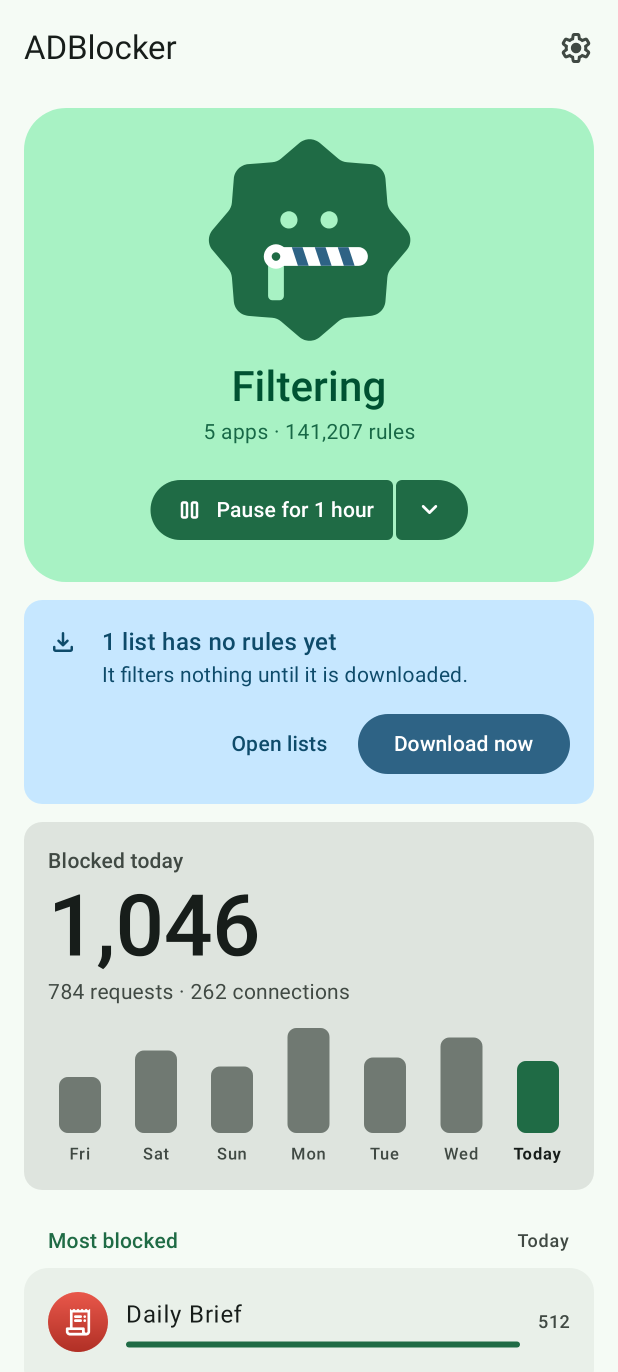 ADBlocker
Filtering
5 apps · 141,207 rules
Pause for 1 hour
1 list has no rules yet
It filters nothing until it is downloaded.
Open lists
Download now
Blocked today
1,046
784 requests · 262 connections
Fri Sat Sun Mon Tue Wed Today
Most blocked Today
Daily Brief 512